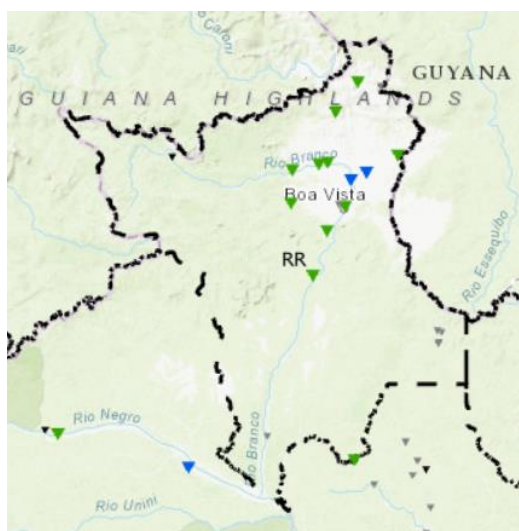 GUYANA
GUIANA HIGHLANDS
Rio Branco
Boa Vista
Rio Essequibo
RR
Rio Negro
Rio Branco
Rio Unini